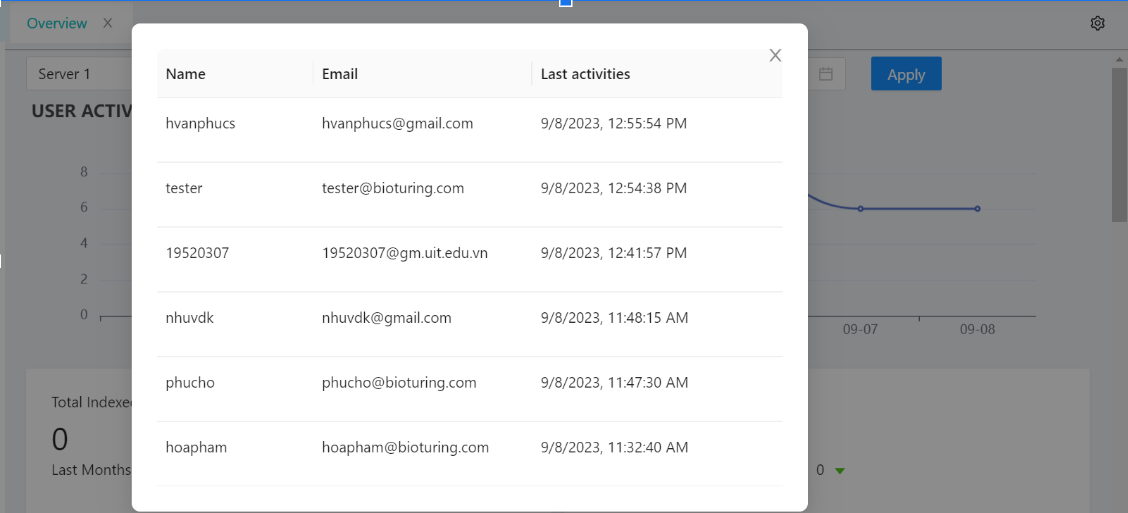 Overview
Server 1
Apply
USER ACTIV
Name Email Last activities
hvanphucs hvanphucs@gmail.com 9/8/2023, 12:55:54 PM
tester tester@bioturing.com 9/8/2023, 12:54:38 PM
19520307 19520307@gm.uit.edu.vn 9/8/2023, 12:41:57 PM
nhuvdk nhuvdk@gmail.com 9/8/2023, 11:48:15 AM
phucho phucho@bioturing.com 9/8/2023, 11:47:30 AM
hoapham hoapham@bioturing.com 9/8/2023, 11:32:40 AM
8
6
4
2
0
09-07 09-08
Total Indexe
0
Last Months
0